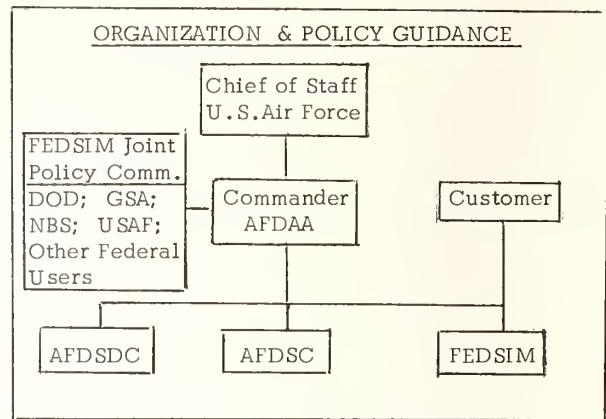 ORGANIZATION & POLICY GUIDANCE
Chief of Staff
U.S.Air Force
FEDSIM Joint
Policy Comm.
DOD; GSA;
NBS; USAF;
Other Federal
Users
Commander
AFDAA
Customer
AFDSDC
AFDSC
FEDSIM